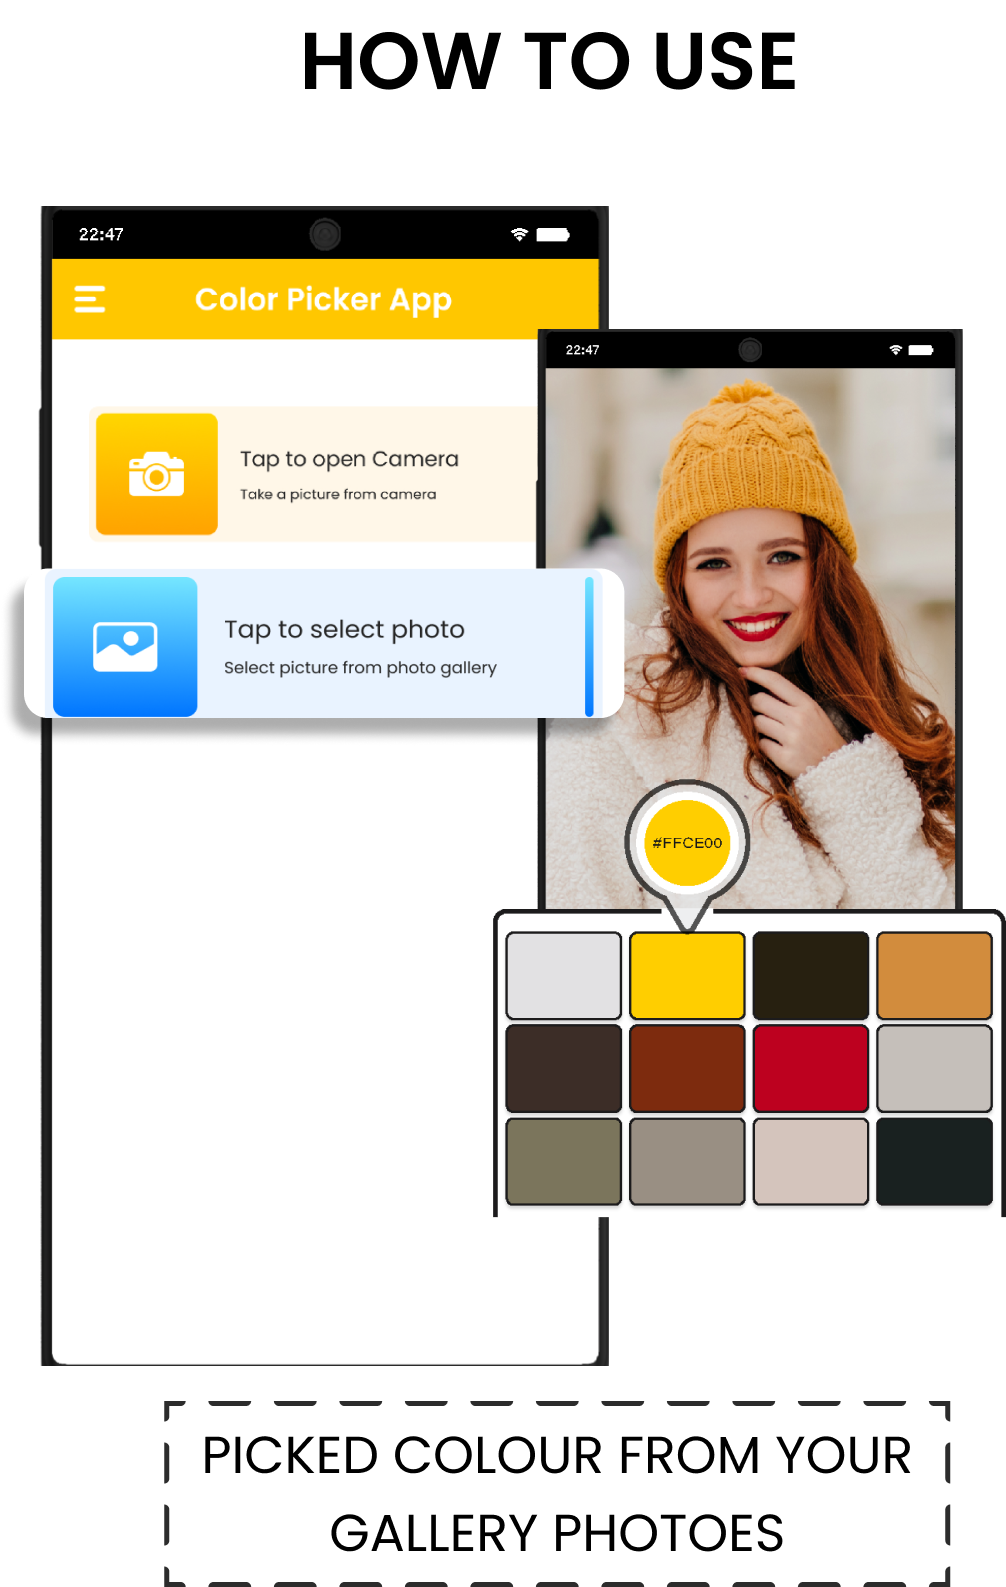 HOW TO USE
22:47
Color Picker App
Tap to open Camera
Take a picture from camera
Tap to select photo
Select picture from photo gallery
22:47
#FFCE00
PICKED COLOUR FROM YOUR
GALLERY PHOTOES